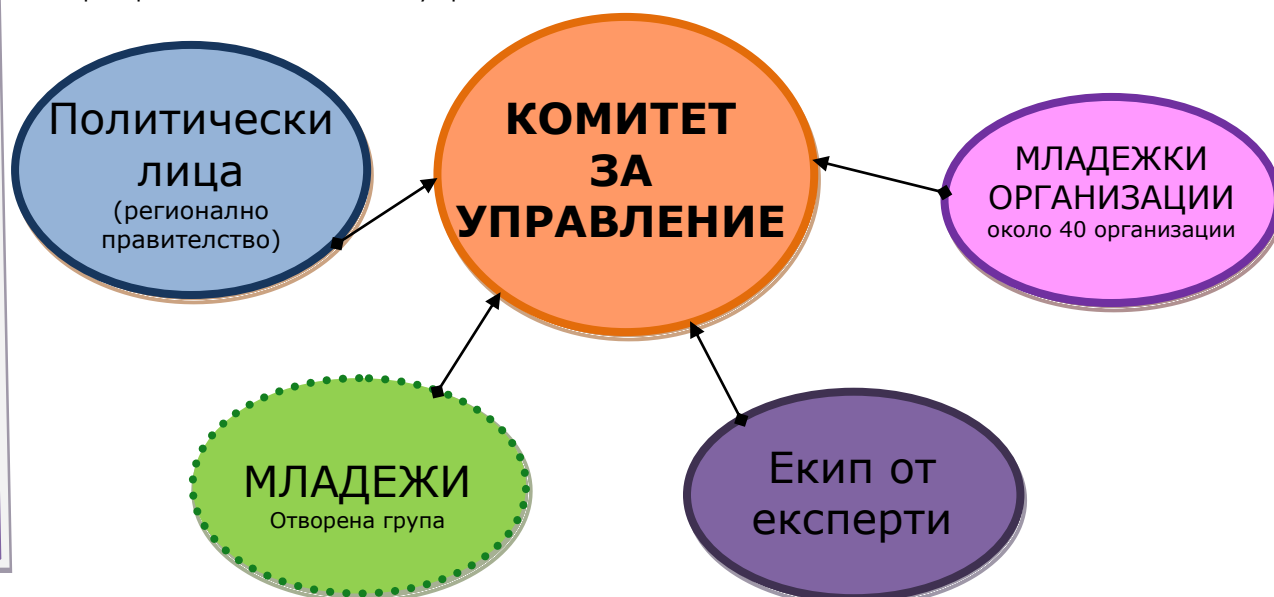 Политически
лица
(регионално
правителство)
КОМИТЕТ
ЗА
УПРАВЛЕНИЕ
МЛАДЕЖКИ
ОРГАНИЗАЦИИ
около 40 организации
МЛАДЕЖИ
Отворена група
Екип от
експерти